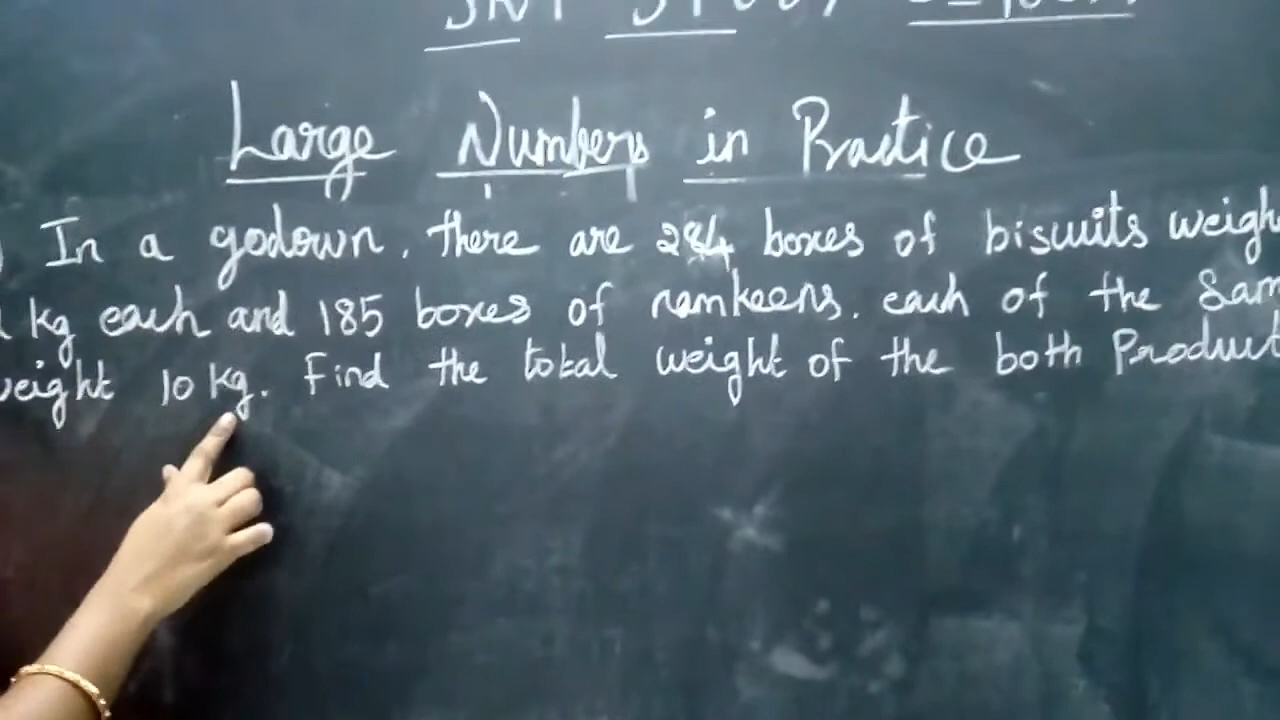 Large Numbers in Practice
In a godown, there are 284 boxes of biscuits weigh
kg each and 185 boxes of namkeens. each of the Sam
weight 10 kg. Find the total weight of the both Product